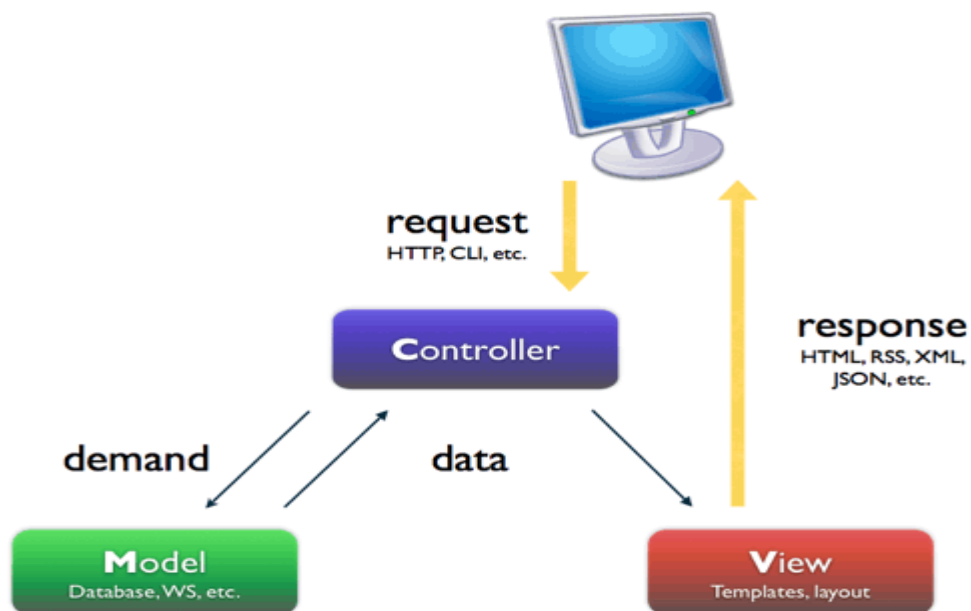 request
HTTP, CLI, etc.
Controller
response
HTML, RSS, XML,
JSON, etc.
demand
data
Model
Database, WS, etc.
View
Templates, layout